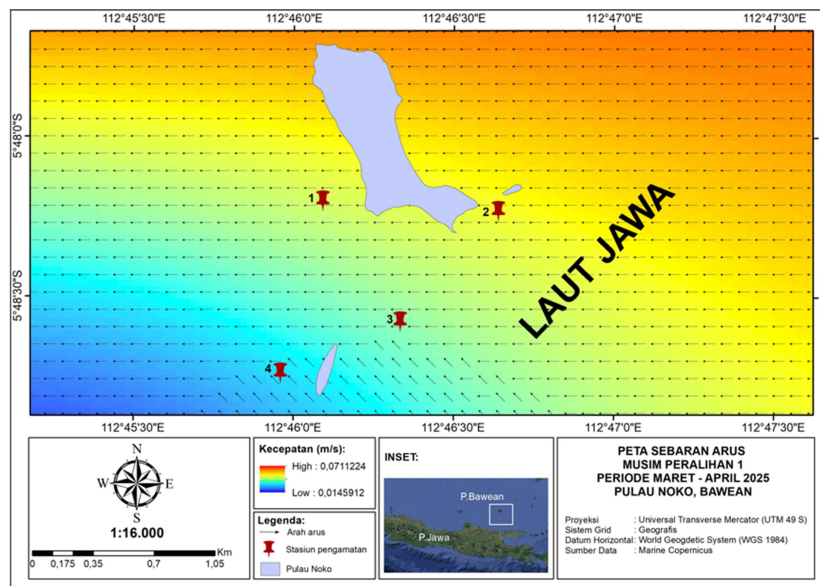 112°45'30"E 112°46'0"E 112°46'30"E 112°47'0"E 112°47'30"E
5°48'0"S
1
2
LAUT JAWA
5°48'30"S
3
4
112°45'30"E 112°46'0"E 112°46'30"E 112°47'0"E 112°47'30"E
N
W E
S
1:16.000
Km
0 0,175 0,35 0,7 1,05
Kecepatan (m/s):
High : 0,0711224
Low : 0,0145912
Legenda:
Arah arus
Stasiun pengamatan
Pulau Noko
INSET:
P.Bawean
P.Jawa
PETA SEBARAN ARUS
MUSIM PERALIHAN 1
PERIODE MARET - APRIL 2025
PULAU NOKO, BAWEAN
Proyeksi : Universal Transverse Mercator (UTM 49 S)
Sistem Grid : Geografis
Datum Horizontal : World Geogdetic System (WGS 1984)
Sumber Data : Marine Copernicus